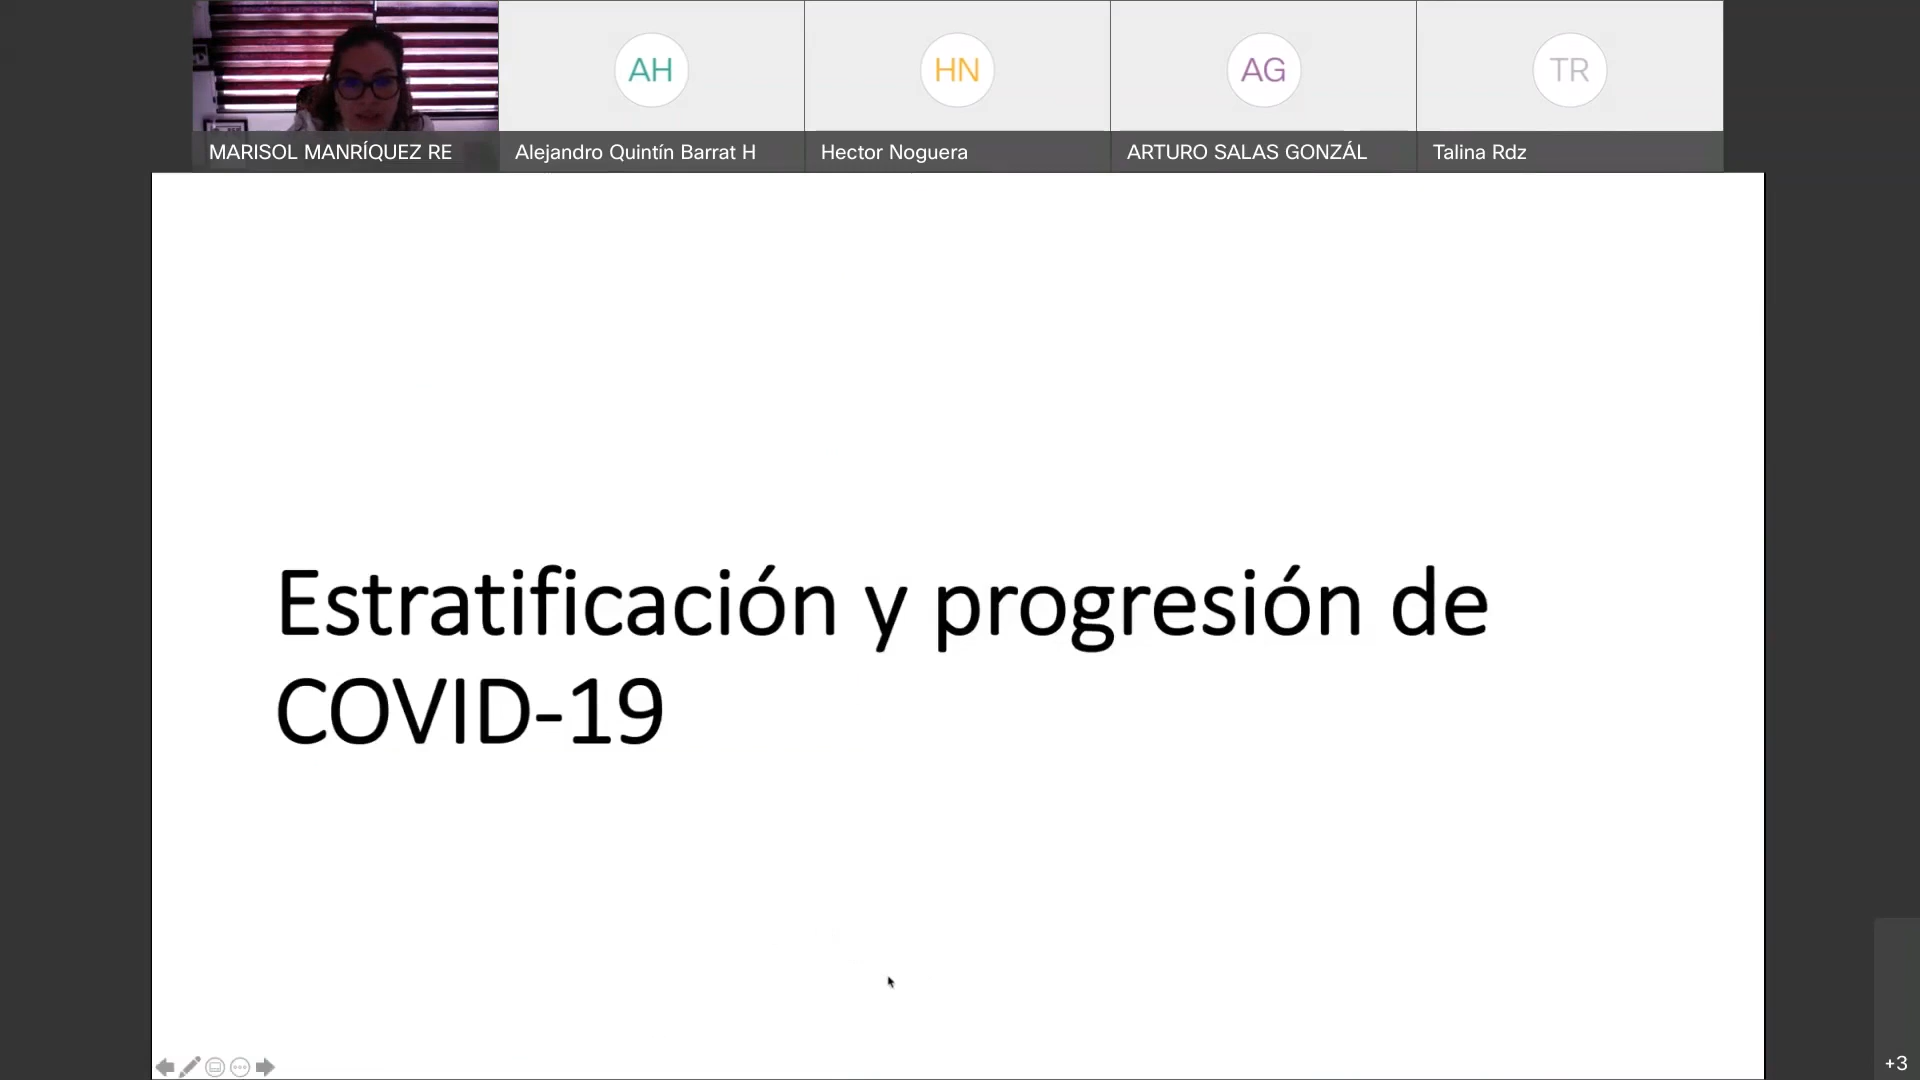 AH
HN
AG
TR
MARISOL MANRÍQUEZ RE
Alejandro Quintín Barrat H
Hector Noguera
ARTURO SALAS GONZÁL
Talina Rdz
Estratificación y progresión de
COVID-19
+3